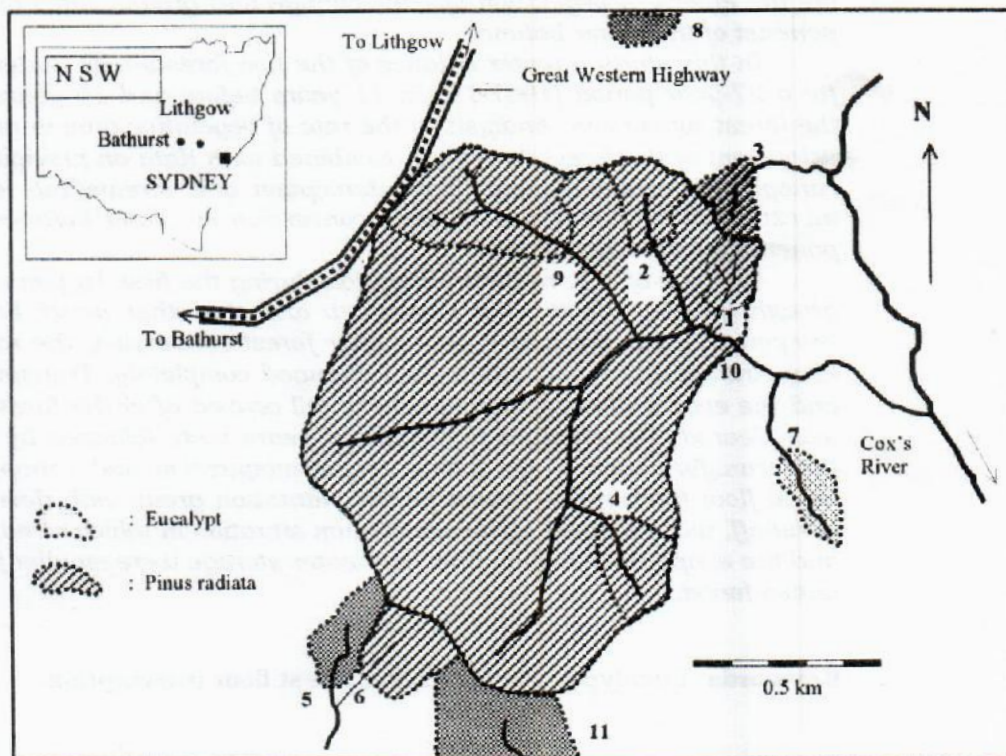 To Lithgow
8
N S W
Great Western Highway
Lithgow
Bathurst
N
SYDNEY
3
9
2
To Bathurst
1
10
7
Cox's
River
4
Eucalypt
: Pinus radiata
0.5 km
5
6
11